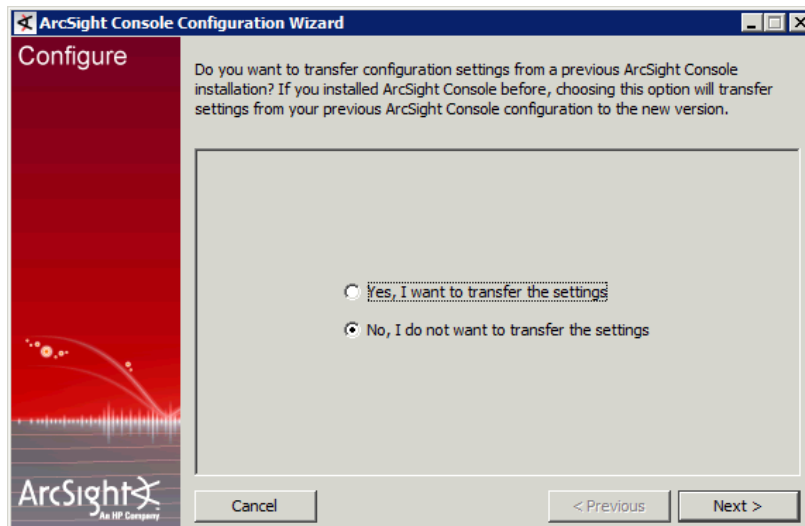 ArcSight Console Configuration Wizard
Configure
Do you want to transfer configuration settings from a previous ArcSight Console
installation? If you installed ArcSight Console before, choosing this option will transfer
settings from your previous ArcSight Console configuration to the new version.
Yes, I want to transfer the settings
No, I do not want to transfer the settings
ArcSight
An HP Company
Cancel
< Previous
Next >